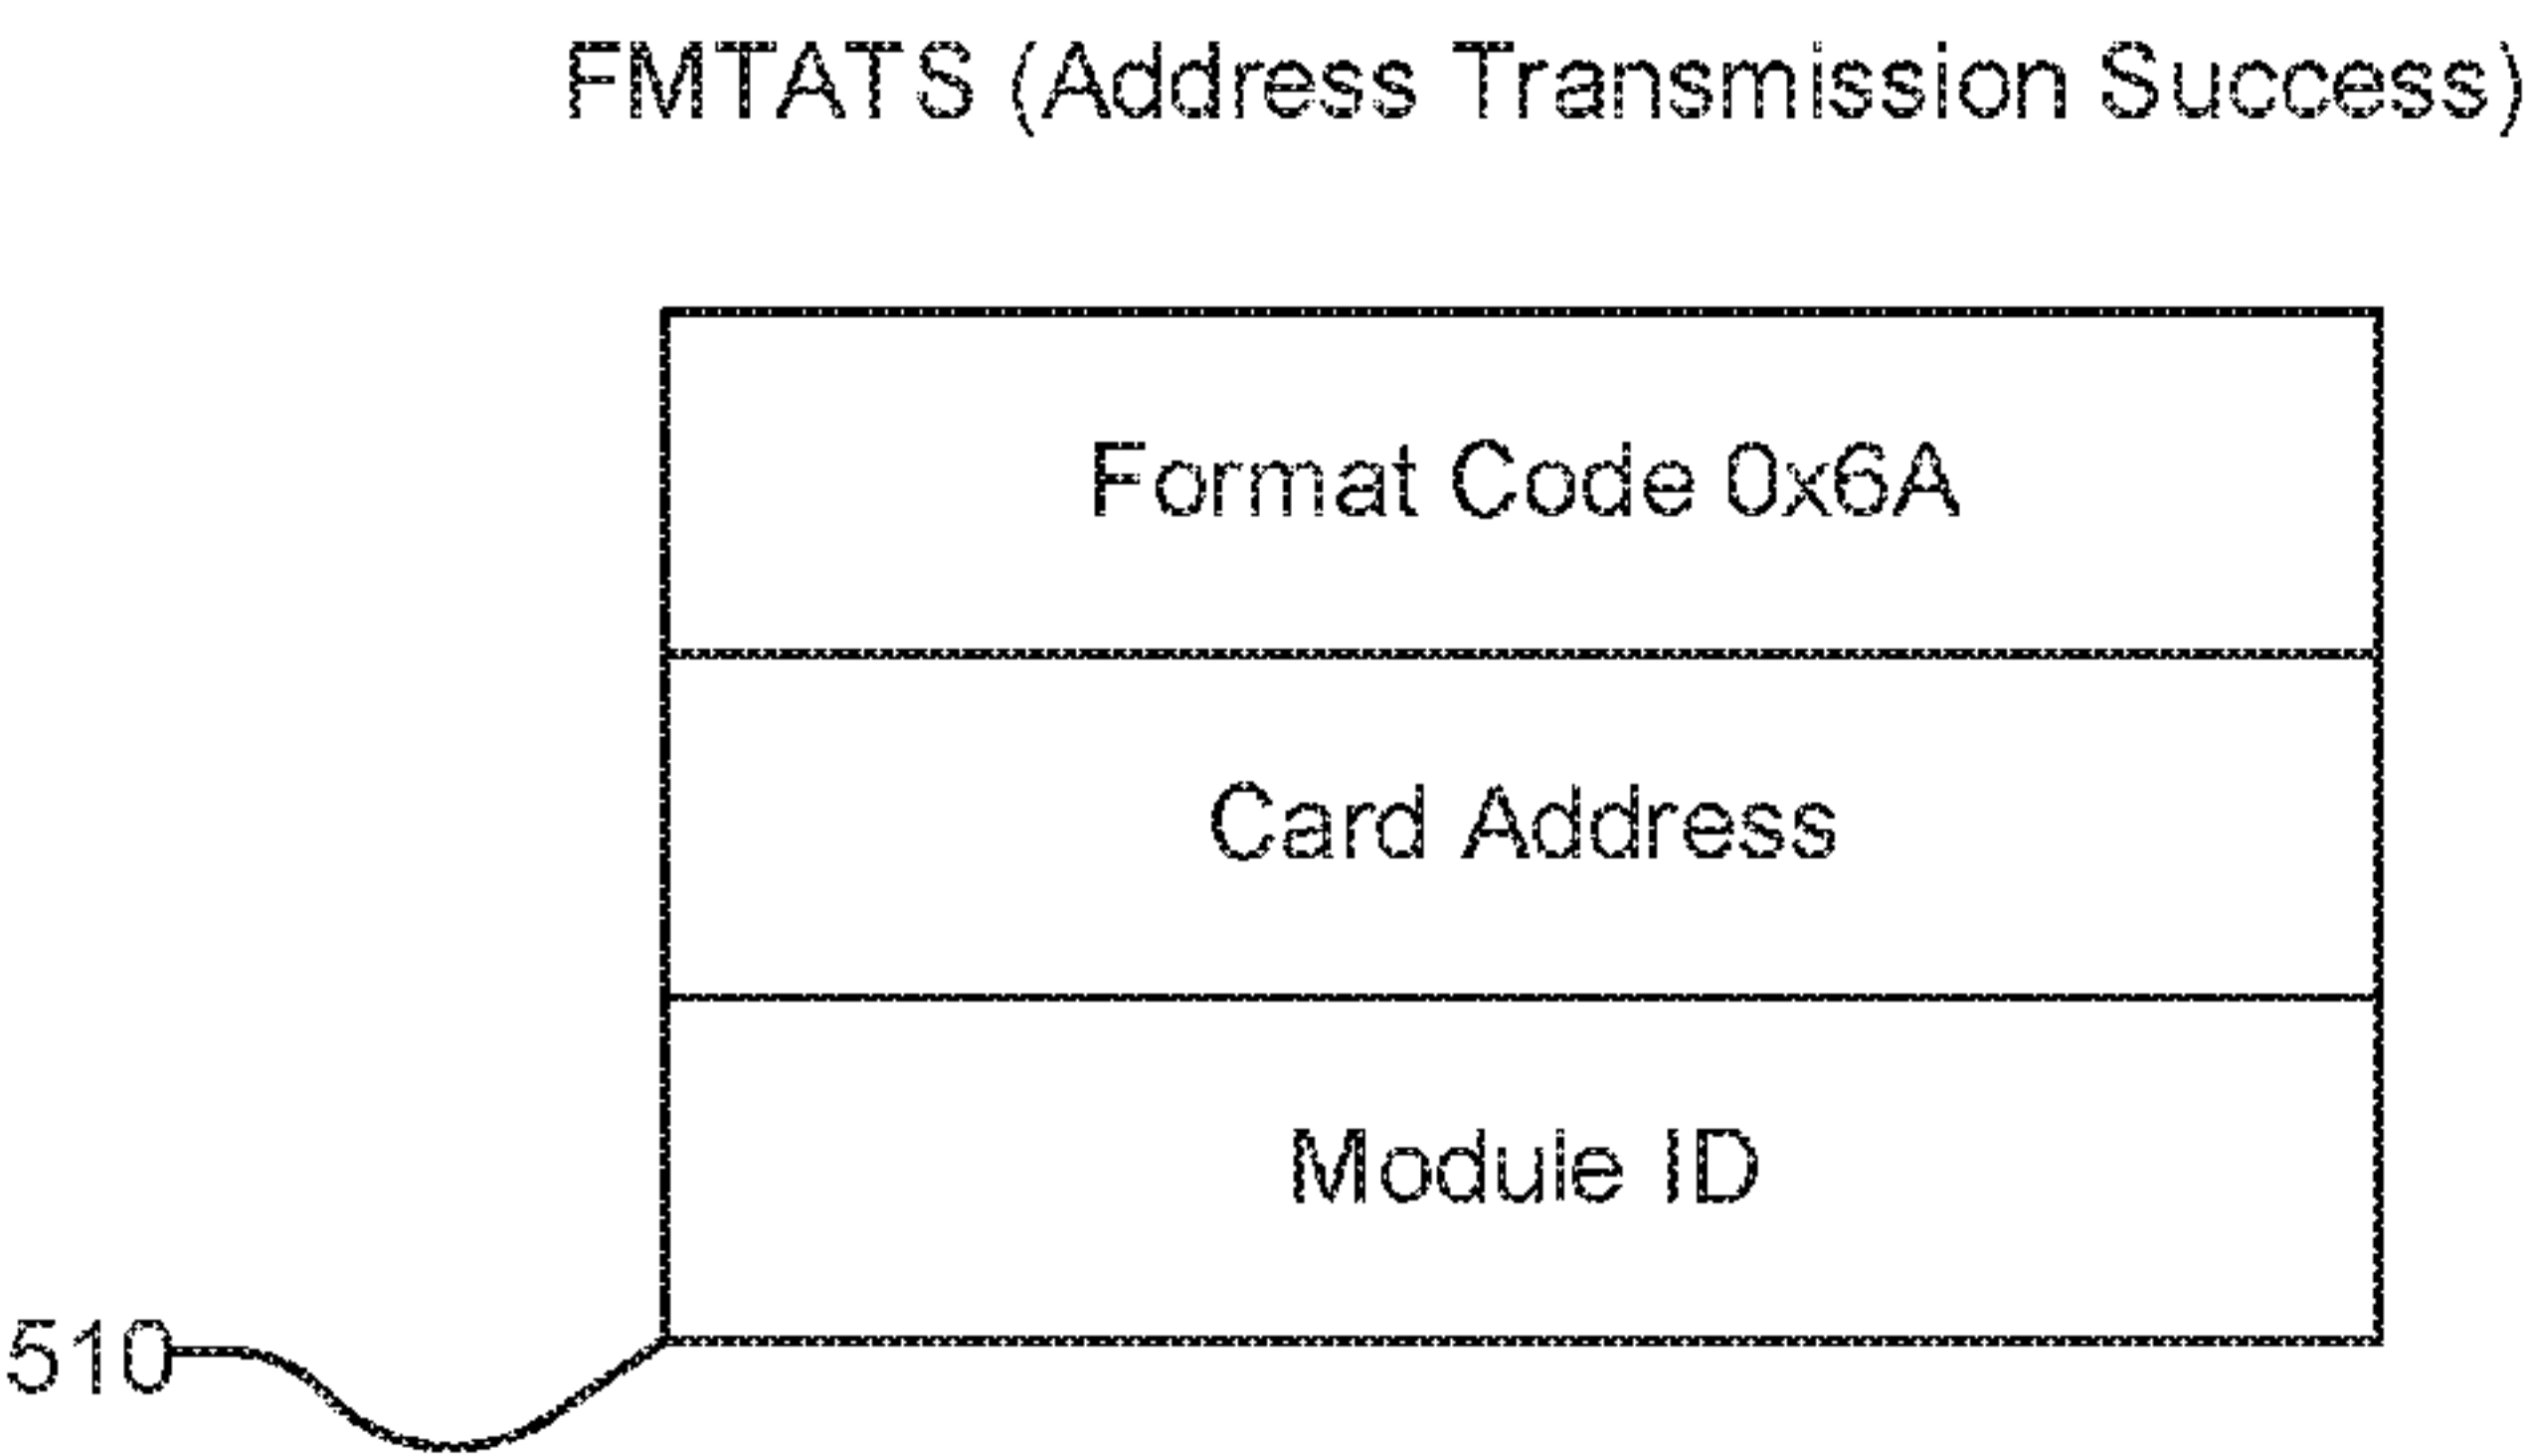 FMTATS (Address Transmission Success)
Format Code 0x6A
Card Address
Module ID
510